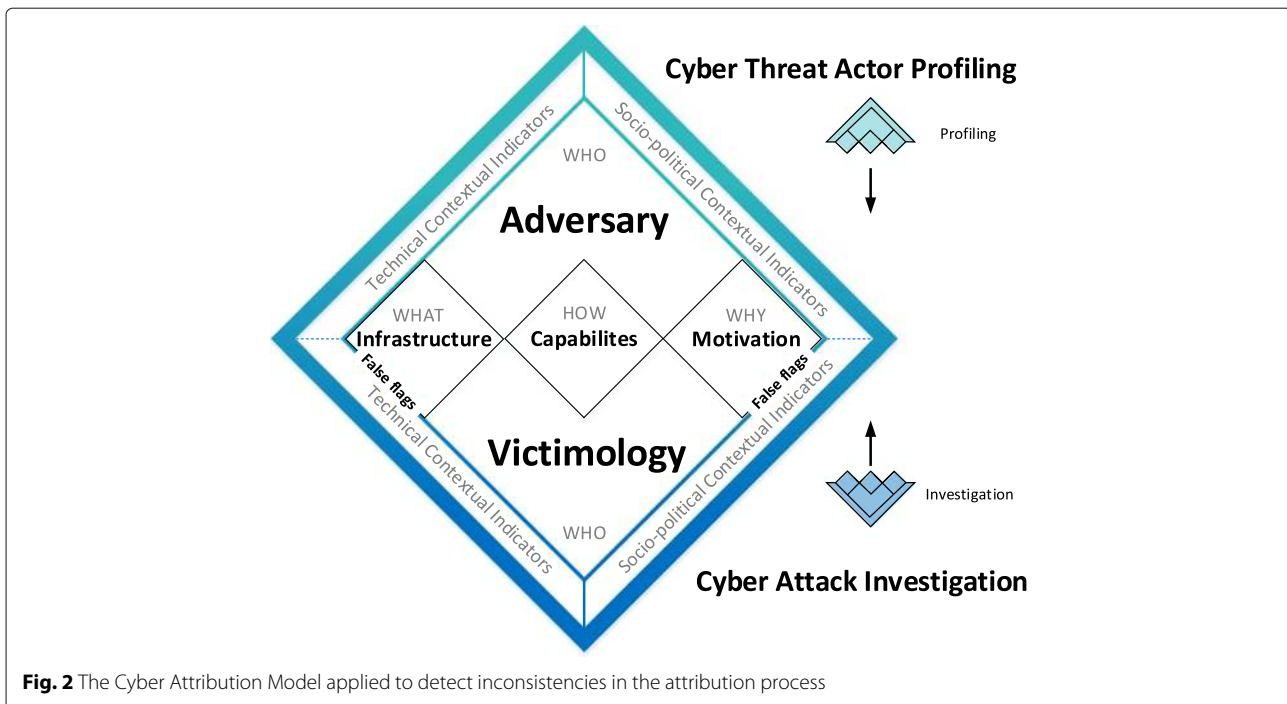 Cyber Threat Actor Profiling
Profiling
Technical Contextual Indicators
Socio-political Contextual Indicators
WHO
Adversary
WHAT
Infrastructure
HOW
Capabilites
WHY
Motivation
False flags
False flags
Technical Contextual Indicators
Socio-political Contextual Indicators
Victimology
WHO
Investigation
Cyber Attack Investigation
Fig. 2 The Cyber Attribution Model applied to detect inconsistencies in the attribution process